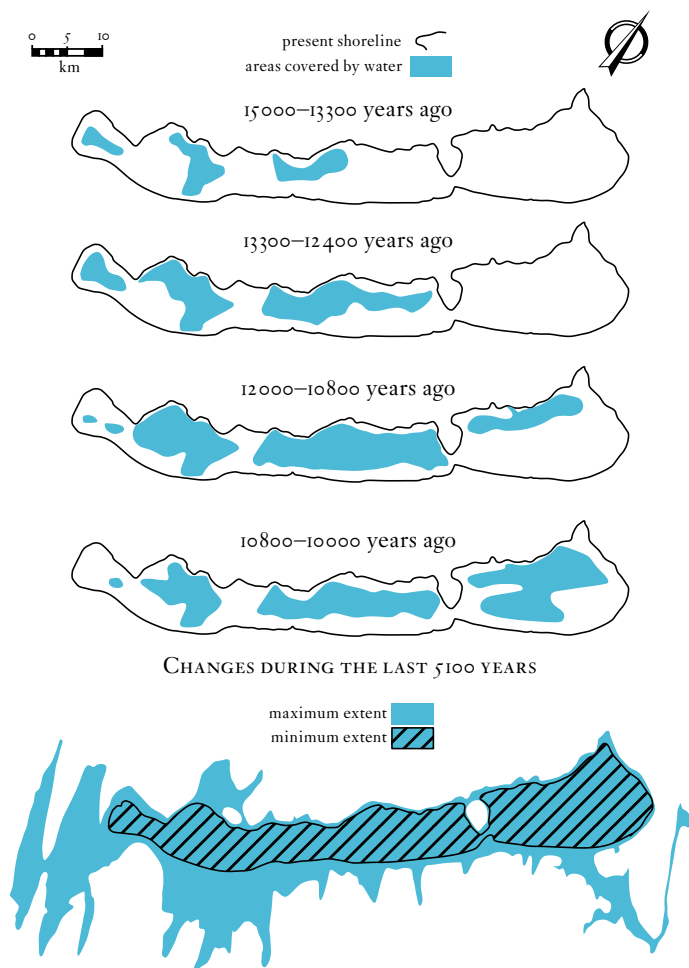 0 5 10
km
present shoreline
areas covered by water
15000–13300 years ago
13300–12400 years ago
12000–10800 years ago
10800–10000 years ago
Changes during the last 5100 years
maximum extent
minimum extent